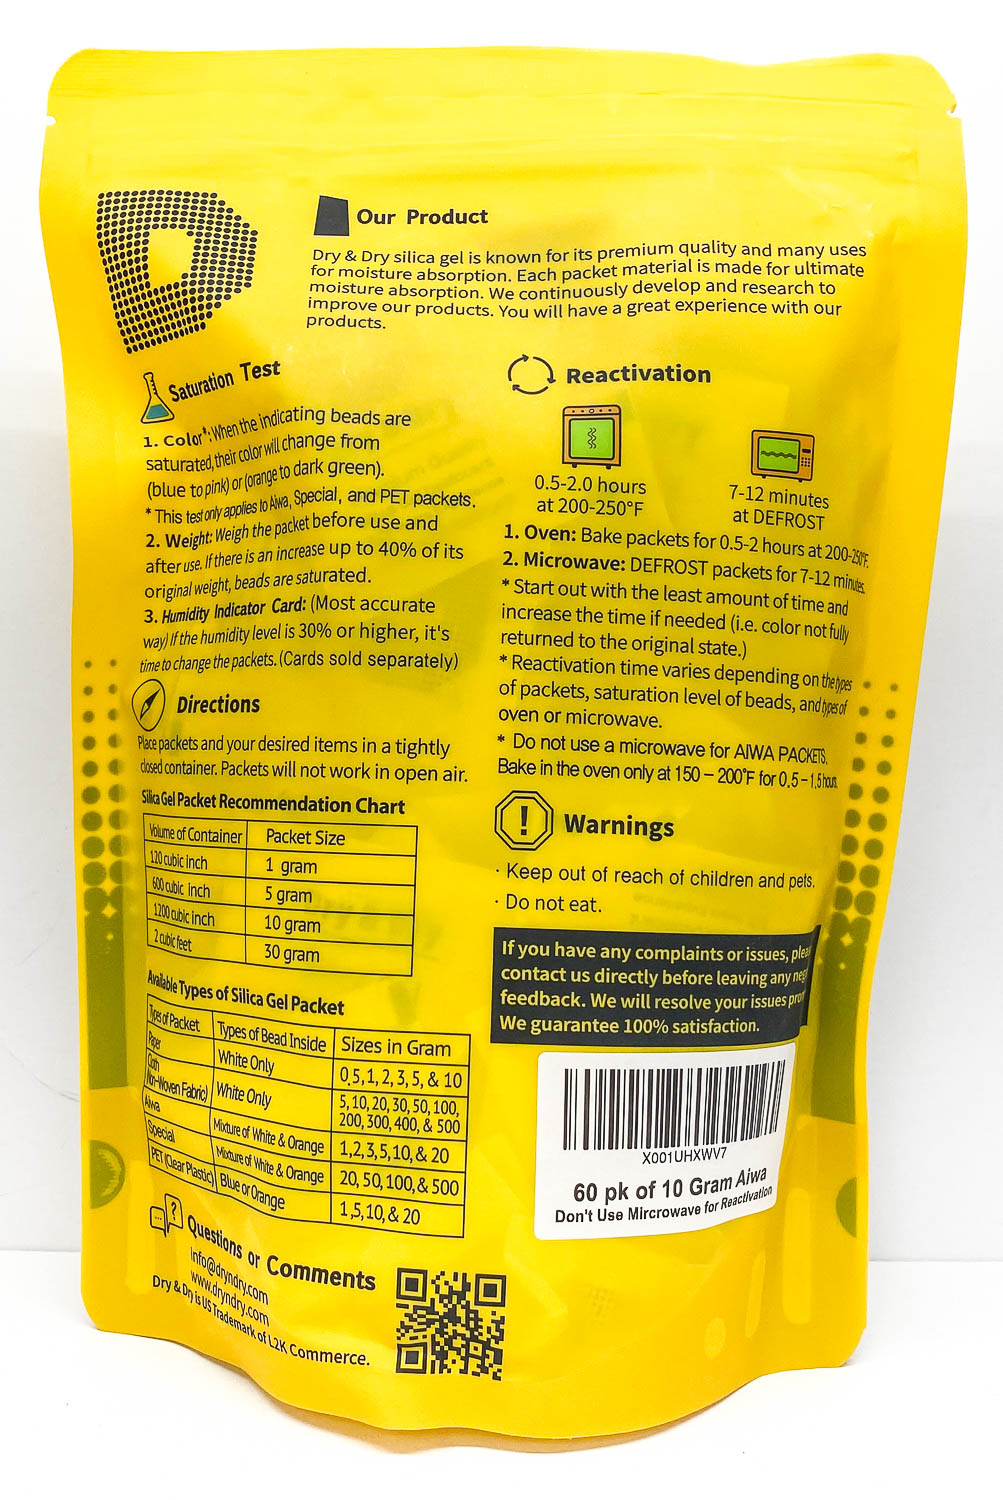 Our Product
Dry & Dry silica gel is known for its premium quality and many uses
for moisture absorption. Each packet material is made for ultimate
moisture absorption. We continuously develop and research to
improve our products. You will have a great experience with our
products.
Saturation Test
1. Color*: When the indicating beads are
saturated, their color will change from
(blue to pink) or (orange to dark green).
* This test only applies to Aiwa, Special, and PET packets.
2. Weight: Weigh the packet before use and
after use. If there is an increase up to 40% of its
original weight, beads are saturated.
3. Humidity Indicator Card: (Most accurate
way) If the humidity level is 30% or higher, it's
time to change the packets. (Cards sold separately)
Directions
Place packets and your desired items in a tightly
closed container. Packets will not work in open air.
Silica Gel Packet Recommendation Chart
Volume of Container Packet Size
120 cubic inch 1 gram
600 cubic inch 5 gram
1200 cubic inch 10 gram
2 cubic feet 30 gram
Available Types of Silica Gel Packet
Types of Packet Types of Bead Inside Sizes in Gram
Paper White Only 0.5, 1, 2, 3, 5, & 10
Cloth
(Non-Woven Fabric) White Only 5, 10, 20, 30, 50, 100,
200, 300, 400, & 500
Aiwa Mixture of White & Orange 1,2,3,5,10, & 20
Special Mixture of White & Orange 20, 50, 100, & 500
PET (Clear Plastic) Blue or Orange 1,5,10, & 20
Questions or Comments
Info@dryndry.com
www.dryndry.com
Dry & Dry is US Trademark of L2K Commerce.
Reactivation
0.5-2.0 hours
at 200-250°F
7-12 minutes
at DEFROST
1. Oven: Bake packets for 0.5-2 hours at 200-250°F.
2. Microwave: DEFROST packets for 7-12 minutes.
* Start out with the least amount of time and
increase the time if needed (i.e. color not fully
returned to the original state.)
* Reactivation time varies depending on the types
of packets, saturation level of beads, and types of
oven or microwave.
* Do not use a microwave for AIWA PACKETS.
Bake in the oven only at 150 – 200°F for 0.5 – 1.5 hours.
Warnings
· Keep out of reach of children and pets.
· Do not eat.
If you have any complaints or issues,
contact us directly before leaving any
feedback. We will resolve your issues
We guarantee 100% satisfaction.
X001UHXWV7
60 pk of 10 Gram Aiwa
Don't Use Mircrowave for Reactivation